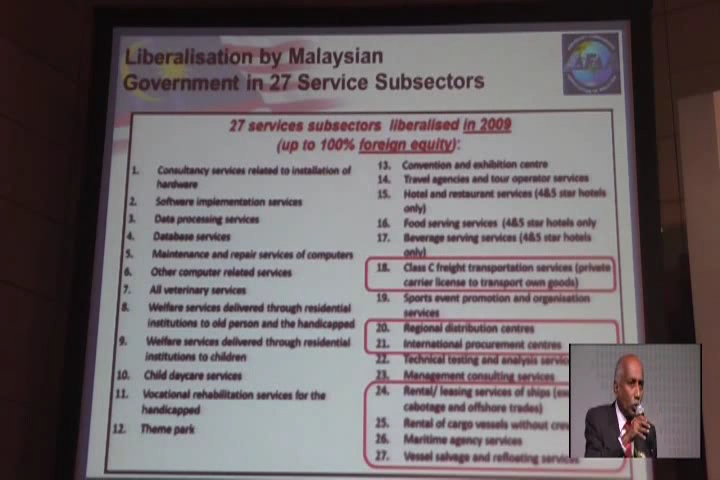 Liberalisation by Malaysian
Government in 27 Service Subsectors
AFA
27 services subsectors liberalised in 2009
(up to 100% foreign equity):
1. Consultancy services related to installation of
hardware
2. Software implementation services
3. Data processing services
4. Database services
5. Maintenance and repair services of computers
6. Other computer related services
7. All veterinary services
8. Welfare services delivered through residential
institutions to old person and the handicapped
9. Welfare services delivered through residential
institutions to children
10. Child daycare services
11. Vocational rehabilitation services for the
handicapped
12. Theme park
13. Convention and exhibition centre
14. Travel agencies and tour operator services
15. Hotel and restaurant services (4&5 star hotels
only)
16. Food serving services (4&5 star hotels only
17. Beverage serving services (4&5 star hotels
only)
18. Class C freight transportation services (private
carrier license to transport own goods)
19. Sports event promotion and organisation
services
20. Regional distribution centres
21. International procurement centres
22. Technical testing and analysis servic
23. Management consulting services
24. Rental/ leasing services of ships (ex
cabotage and offshore trades)
25. Rental of cargo vessels without cre
26. Maritime agency services
27. Vessel salvage and refloating services